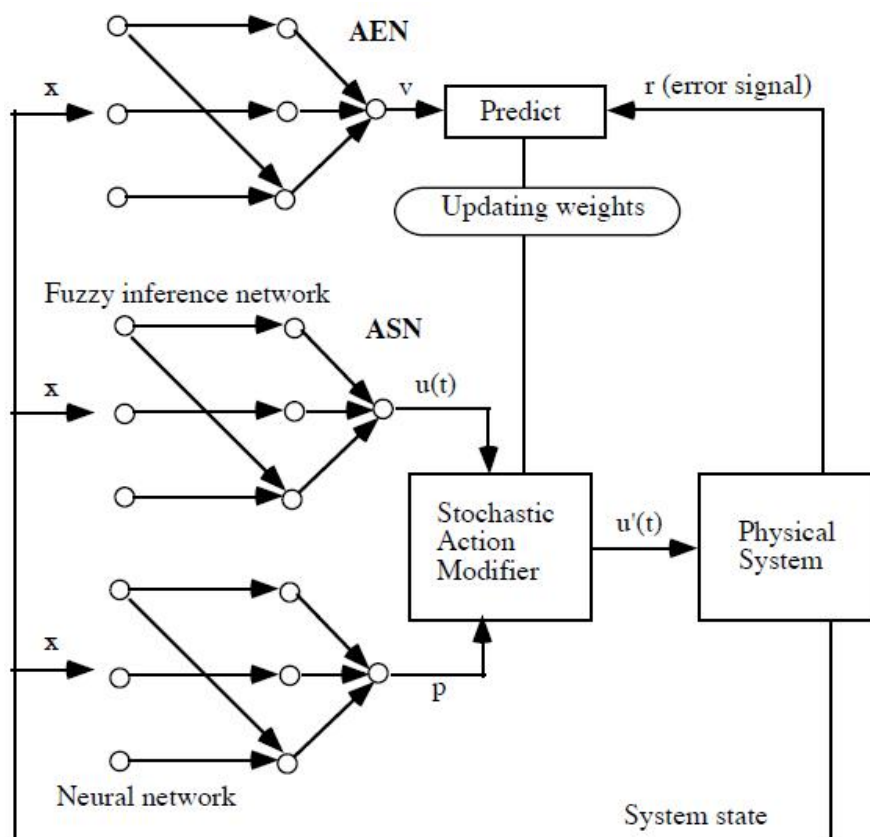 AEN
x
v
Predict
r (error signal)
Updating weights
Fuzzy inference network
ASN
x
u(t)
Stochastic
Action
Modifier
u'(t)
Physical
System
x
p
Neural network
System state